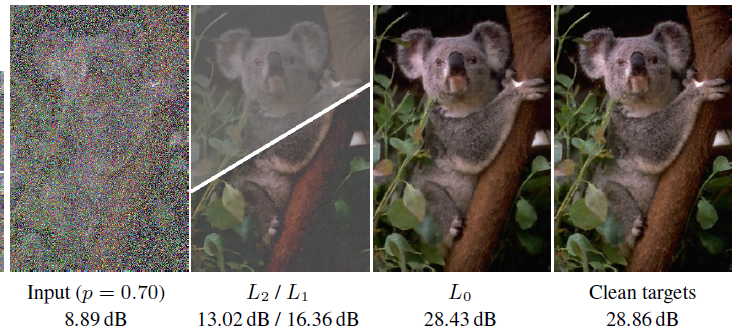 Input (p = 0.70)
L₂ / L₁
L₀
Clean targets
8.89 dB
13.02 dB / 16.36 dB
28.43 dB
28.86 dB